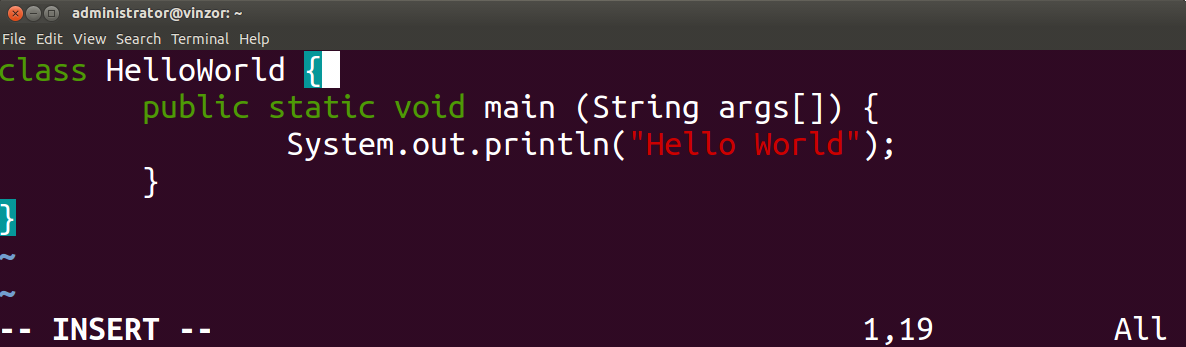 administrator@vinzor: ~
File Edit View Search Terminal Help
class HelloWorld {
        public static void main (String args[]) {
                System.out.println("Hello World");
        }
}
~
~
-- INSERT -- 1,19 All